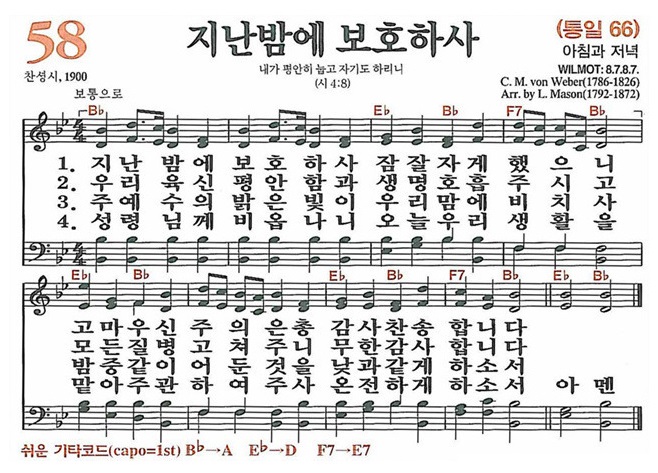 58
지난밤에 보호하사
(통일 66)
아침과 저녁
찬성시, 1900
내가 평안히 눕고 자기도 하리니
(시 4:8)
WILMOT: 8.7.8.7.
C. M. von Weber(1786-1826)
Arr. by L. Mason(1792-1872)
보통으로
B♭ E♭ B♭ F7 B♭
1. 지난 밤에 보호하사 잠잘자게 했으니
2. 우리 육신 평안함과 생명호흡 주시고
3. 주예수의 밝은빛이 우리맘에 비치사
4. 성령님께 비옵나니 오늘우리 생활을
E♭ B♭ E♭ B♭ F7 B♭ E♭ B♭
고마우신 주의은총 감사찬송 합니다
모든질병 고쳐주니 무한감사 합니다
밤중같이 어둔것을 낮과같게 하소서
맡아주관 하여주사 온전하게 하소서 아멘
쉬운 기타코드(capo=1st) B♭→A E♭→D F7→E7